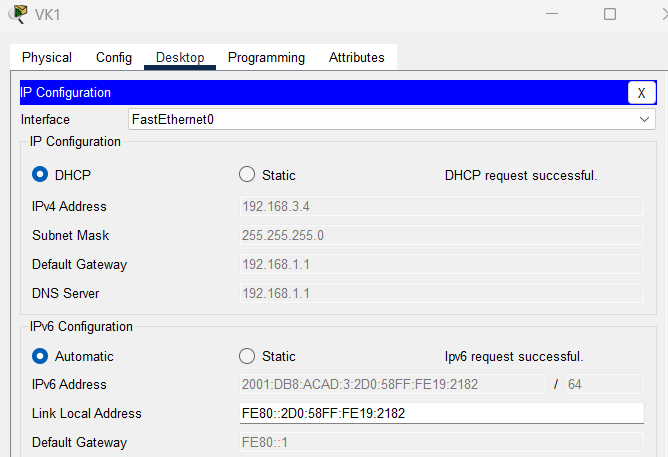 VK1
Physical Config Desktop Programming Attributes
IP Configuration X
Interface FastEthernet0
IP Configuration
DHCP Static DHCP request successful.
IPv4 Address 192.168.3.4
Subnet Mask 255.255.255.0
Default Gateway 192.168.1.1
DNS Server 192.168.1.1
IPv6 Configuration
Automatic Static Ipv6 request successful.
IPv6 Address 2001:DB8:ACAD:3:2D0:58FF:FE19:2182 / 64
Link Local Address FE80::2D0:58FF:FE19:2182
Default Gateway FE80::1